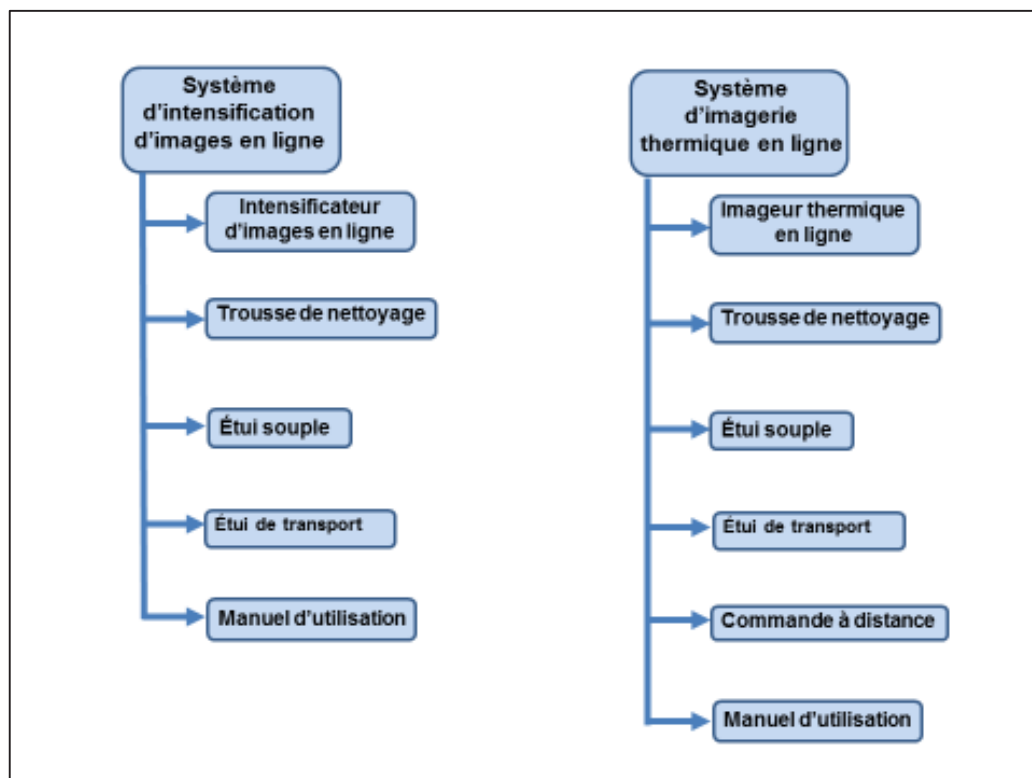 Système
d'intensification
d'images en ligne
Intensificateur
d'images en ligne
Trousse de nettoyage
Étui souple
Étui de transport
Manuel d'utilisation
Système
d'imagerie
thermique en ligne
Imageur thermique
en ligne
Trousse de nettoyage
Étui souple
Étui de transport
Commande à distance
Manuel d'utilisation